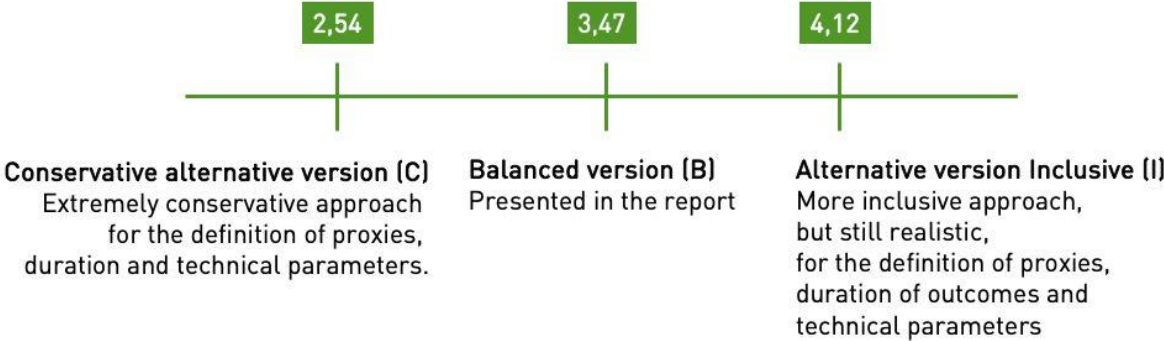 2,54
3,47
4,12
Conservative alternative version (C)
Extremely conservative approach
for the definition of proxies,
duration and technical parameters.
Balanced version (B)
Presented in the report
Alternative version Inclusive (I)
More inclusive approach,
but still realistic,
for the definition of proxies,
duration of outcomes and
technical parameters